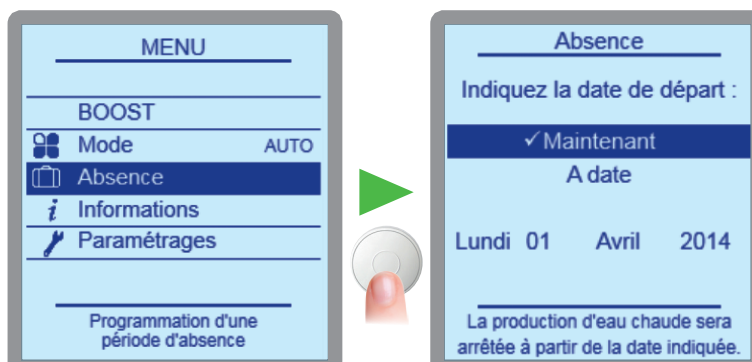 MENU
BOOST
Mode AUTO
Absence
Informations
Paramétrages
Programmation d'une
période d'absence
Absence
Indiquez la date de départ :
✓ Maintenant
A date
Lundi 01 Avril 2014
La production d'eau chaude sera
arrêtée à partir de la date indiquée.